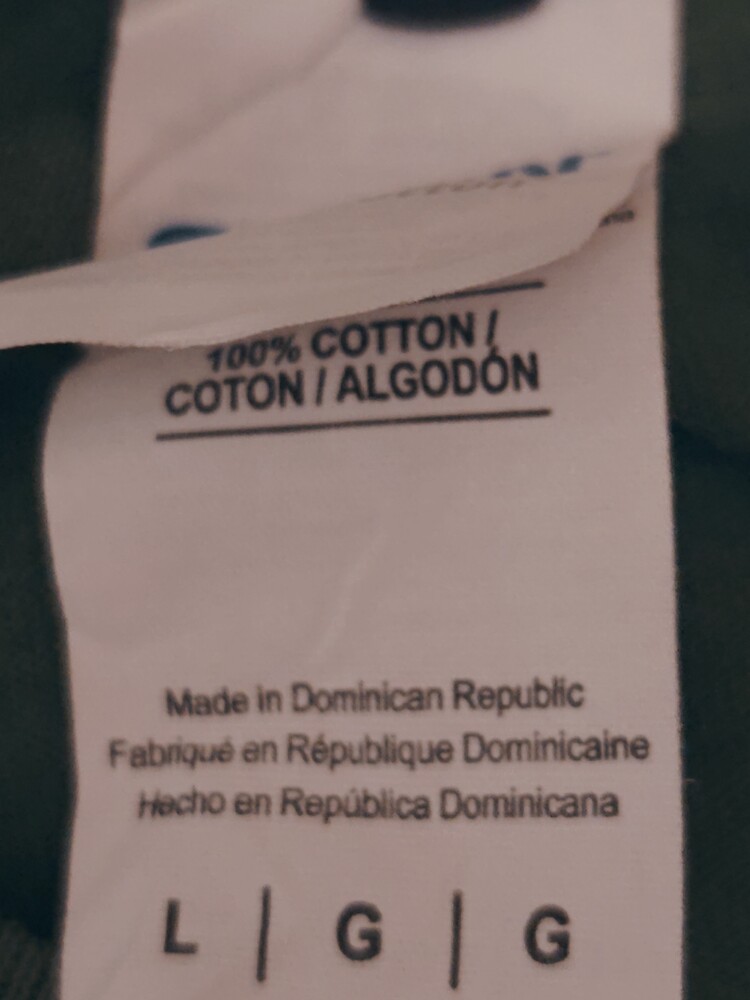 100% COTTON /
COTON / ALGODÓN
Made in Dominican Republic
Fabriqué en République Dominicaine
Hecho en República Dominicana
L | G | G